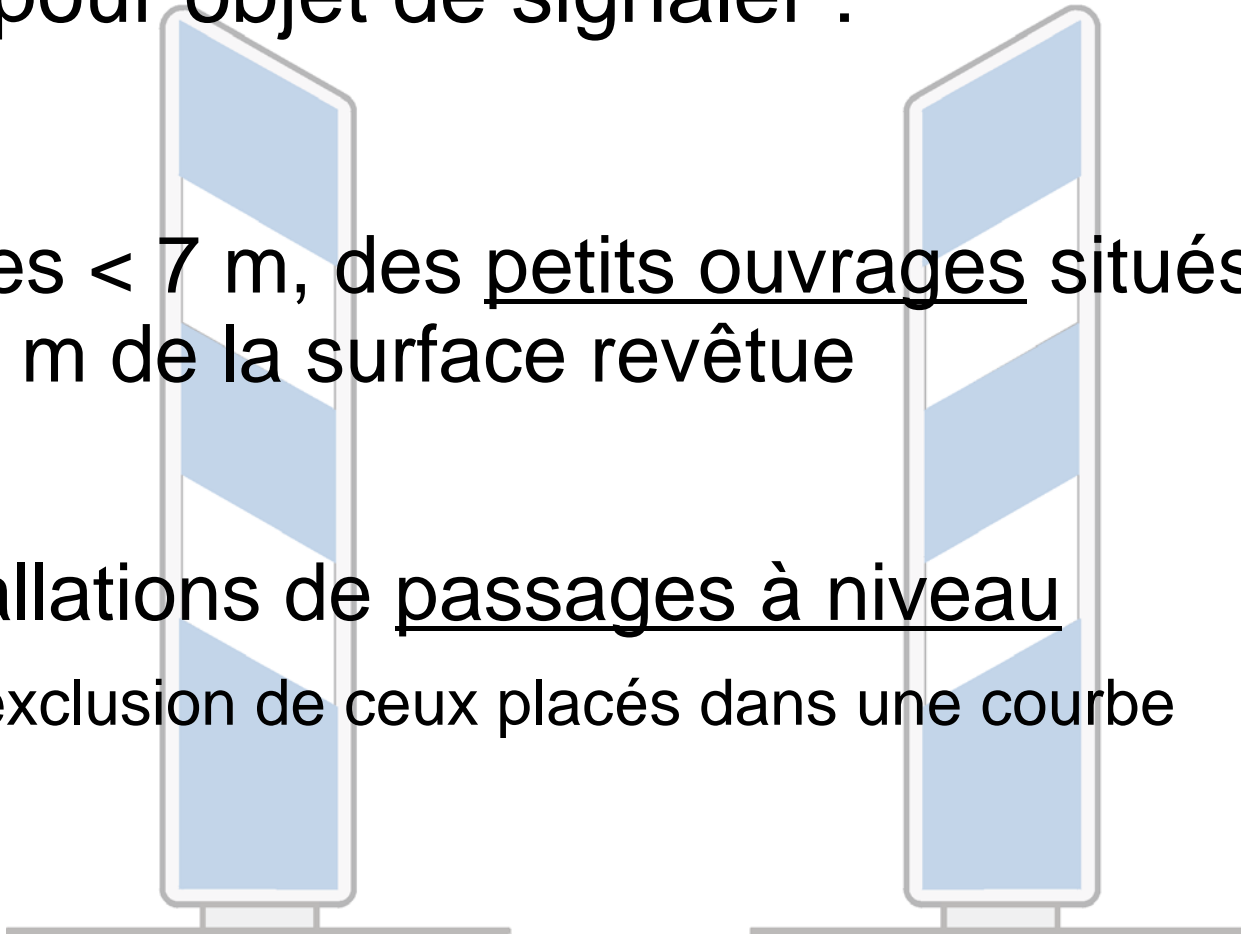 pour objet de signaler :
es < 7 m, des petits ouvrages situés
m de la surface revêtue
allations de passages à niveau
exclusion de ceux placés dans une courbe